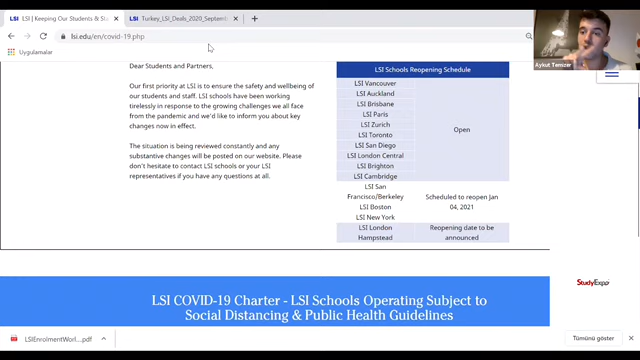 LSI LSI | Keeping Our Students & Sta
LSI Turkey_LSI_Deals_2020_Septemb
lsi.edu/en/covid-19.php
Uygulamalar
Aykut Temizer
Dear Students and Partners,
Our first priority at LSI is to ensure the safety and wellbeing of
our students and staff. LSI schools have been working
tirelessly in response to the growing challenges we all face
from the pandemic and we'd like to inform you about key
changes now in effect.
The situation is being reviewed constantly and any
substantive changes will be posted on our website. Please
don't hesitate to contact LSI schools or your LSI
representatives if you have any questions at all.
LSI Schools Reopening Schedule
LSI Vancouver
LSI Auckland
LSI Brisbane
LSI Paris
LSI Zurich
LSI Toronto
LSI San Diego
LSI London Central
LSI Brighton
LSI Cambridge
Open
LSI San
Francisco/Berkeley
LSI Boston
LSI New York
Scheduled to reopen Jan
04, 2021
LSI London
Hampstead
Reopening date to be
announced
StudyExpo
LSI COVID-19 Charter - LSI Schools Operating Subject to
Social Distancing & Public Health Guidelines
LSIEnrolmentWorl....pdf
Tümünü göster